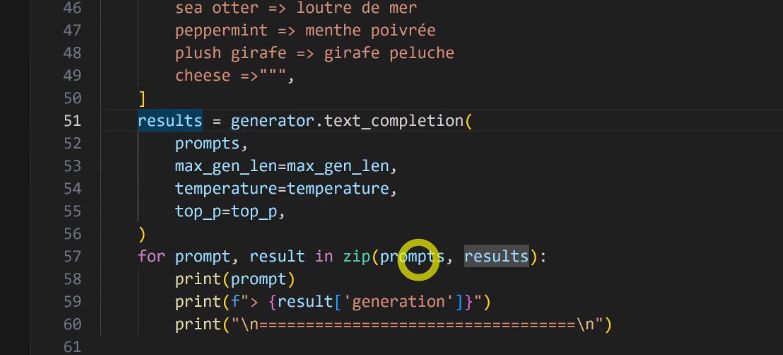 46 sea otter => loutre de mer
47 peppermint => menthe poivrée
48 plush girafe => girafe peluche
49 cheese =>""",
50 ]
51 results = generator.text_completion(
52 prompts,
53 max_gen_len=max_gen_len,
54 temperature=temperature,
55 top_p=top_p,
56 )
57 for prompt, result in zip(prompts, results):
58 print(prompt)
59 print(f"> {result['generation']}")
60 print("\n==================================\n")
61